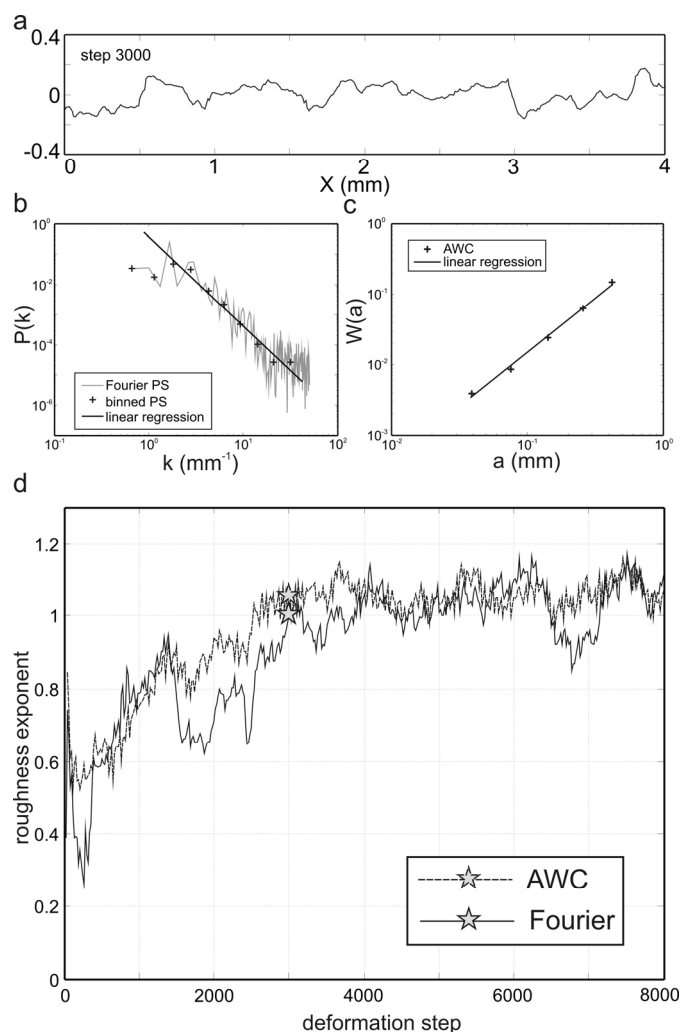 a
0.4
step 3000
0
-0.4
0 1 2 3 4
X (mm)
b
10^0
10^-2
10^-4
10^-6
P(k)
Fourier PS
binned PS
linear regression
10^-1 10^0 10^1 10^2
k (mm^-1)
c
10^0
10^-1
10^-2
10^-3
W(a)
AWC
linear regression
10^-2 10^-1 10^0
a (mm)
d
1.2
1
0.8
0.6
0.4
0.2
0
roughness exponent
AWC
Fourier
0 2000 4000 6000 8000
deformation step